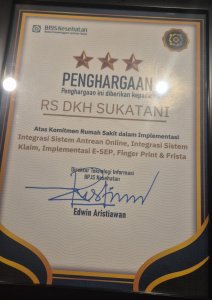 BPJS Kesehatan
PENGHARGAAN
Penghargaan ini diberikan kepada
RS DKH SUKATANI
Atas Komitmen Rumah Sakit dalam Implementasi
Integrasi Sistem Antrean Online, Integrasi Sistem
Klaim, Implementasi E-SEP, Finger Print & Frista
Direktur Teknologi Informasi
BPJS Kesehatan
Edwin Aristiawan